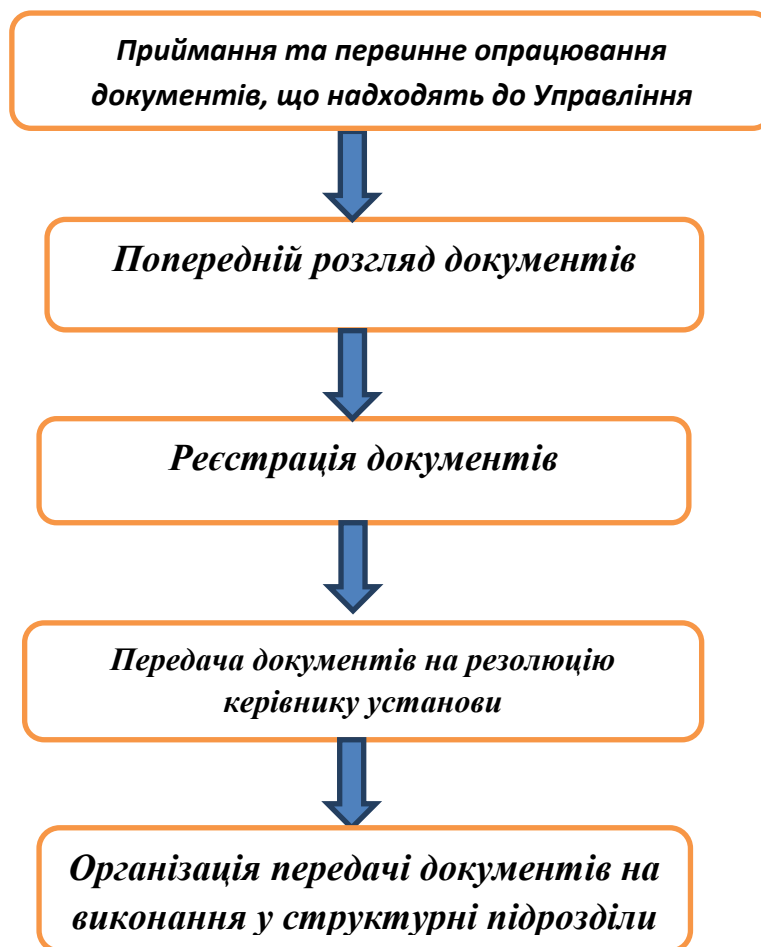 Приймання та первинне опрацювання
документів, що надходять до Управління
Попередній розгляд документів
Реєстрація документів
Передача документів на резолюцію
керівнику установи
Організація передачі документів на
виконання у структурні підрозділи